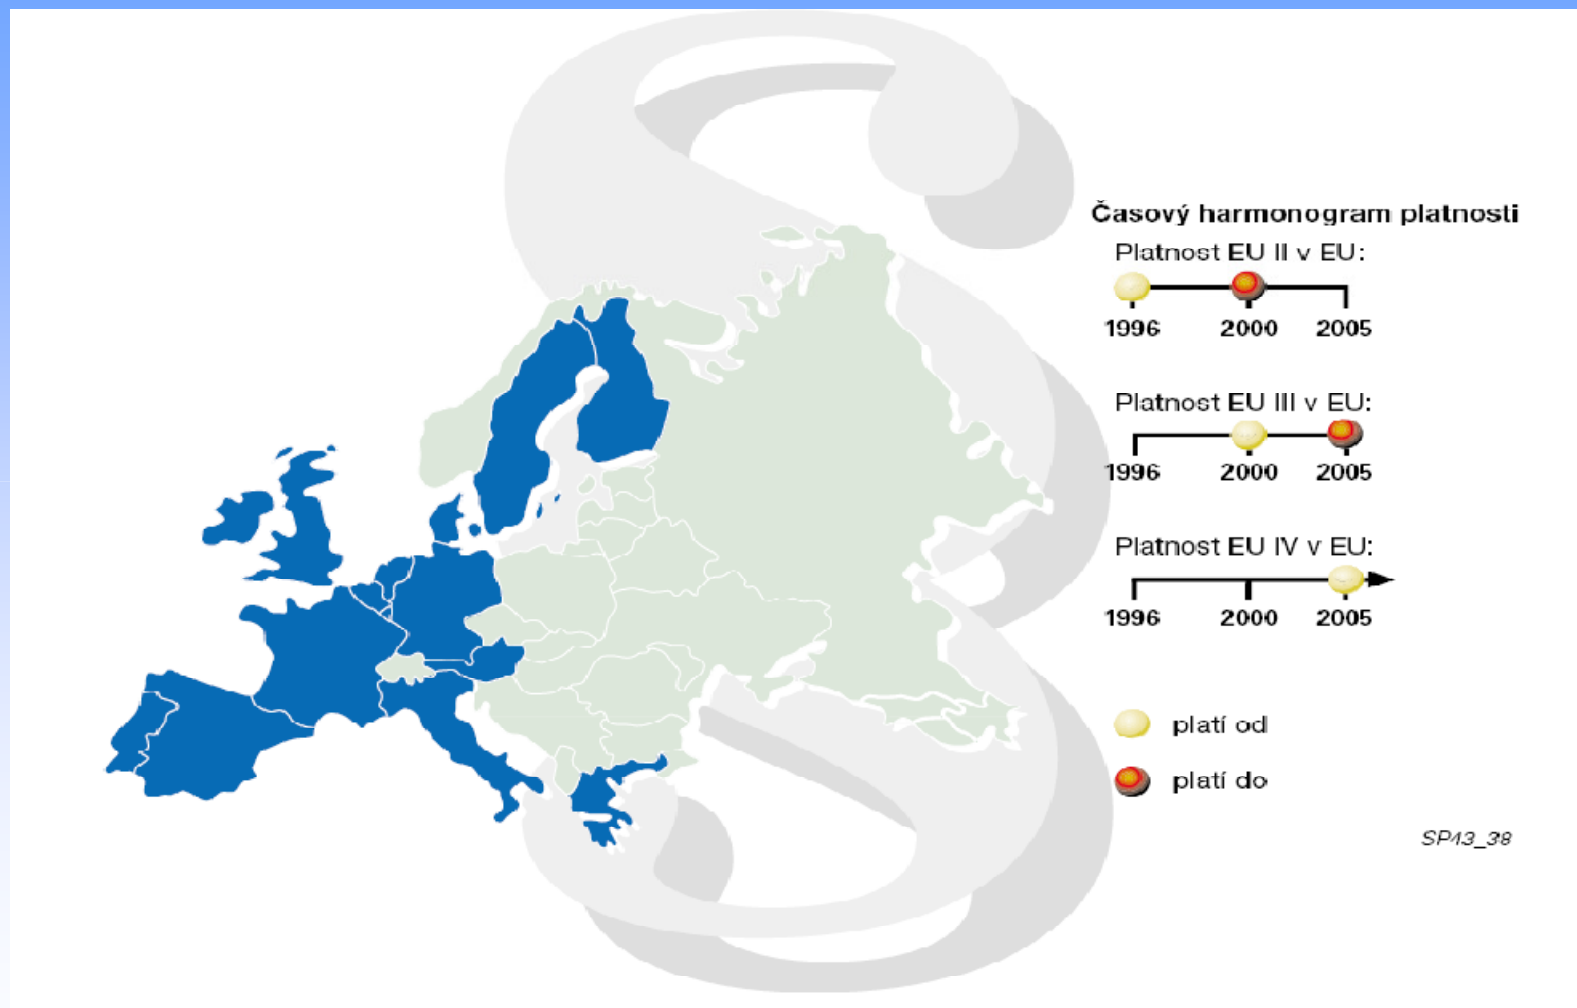 Časový harmonogram platnosti
Platnost EU II v EU:
1996 2000 2005
Platnost EU III v EU:
1996 2000 2005
Platnost EU IV v EU:
1996 2000 2005
platí od
platí do
SP43_38